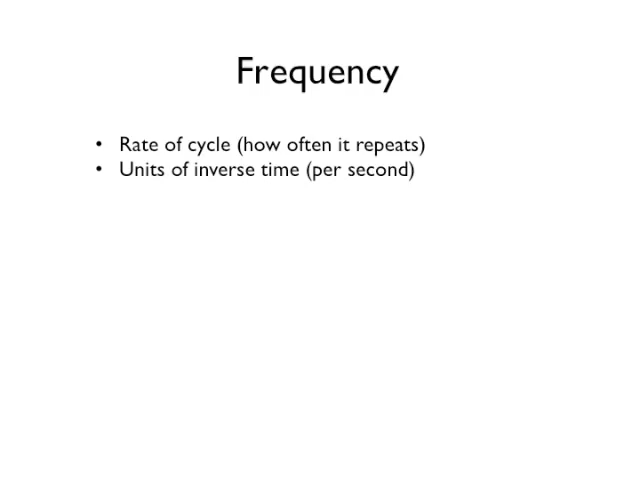 Frequency
• Rate of cycle (how often it repeats)
• Units of inverse time (per second)